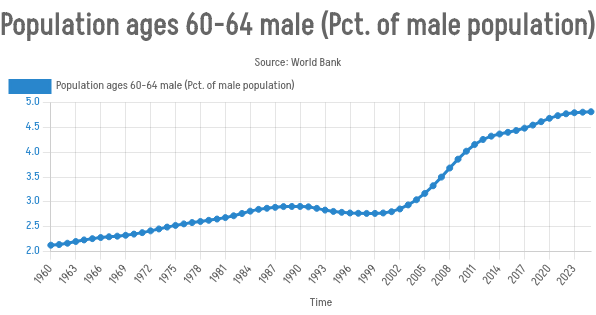 Population ages 60-64 male (Pct. of male population)
Source: World Bank
Population ages 60-64 male (Pct. of male population)
5.0
4.5
4.0
3.5
3.0
2.5
2.0
1960 1963 1966 1969 1972 1975 1978 1981 1984 1987 1990 1993 1996 1999 2002 2005 2008 2011 2014 2017 2020 2023
Time